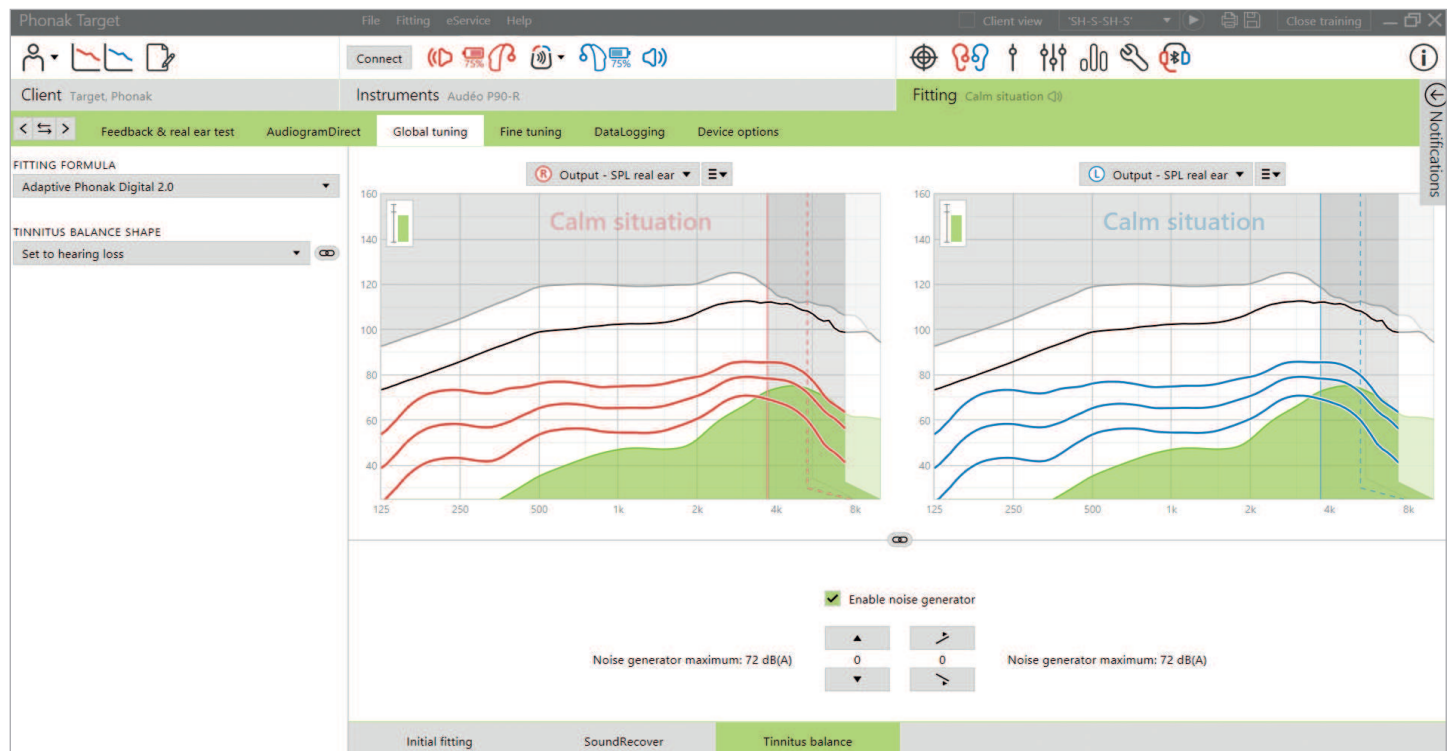 Phonak Target File Fitting eService Help Client view 'SH-S-SH-S' Close training
Connect 75% 75%
Client Target, Phonak Instruments Audéo P90-R Fitting Calm situation
Notifications
Feedback & real ear test AudiogramDirect Global tuning Fine tuning DataLogging Device options
FITTING FORMULA
Adaptive Phonak Digital 2.0
TINNITUS BALANCE SHAPE
Set to hearing loss
R Output - SPL real ear
Calm situation
160
140
120
100
80
60
40
125 250 500 1k 2k 4k 8k
L Output - SPL real ear
Calm situation
160
140
120
100
80
60
40
125 250 500 1k 2k 4k 8k
Enable noise generator
Noise generator maximum: 72 dB(A) 0 0 Noise generator maximum: 72 dB(A)
Initial fitting SoundRecover Tinnitus balance